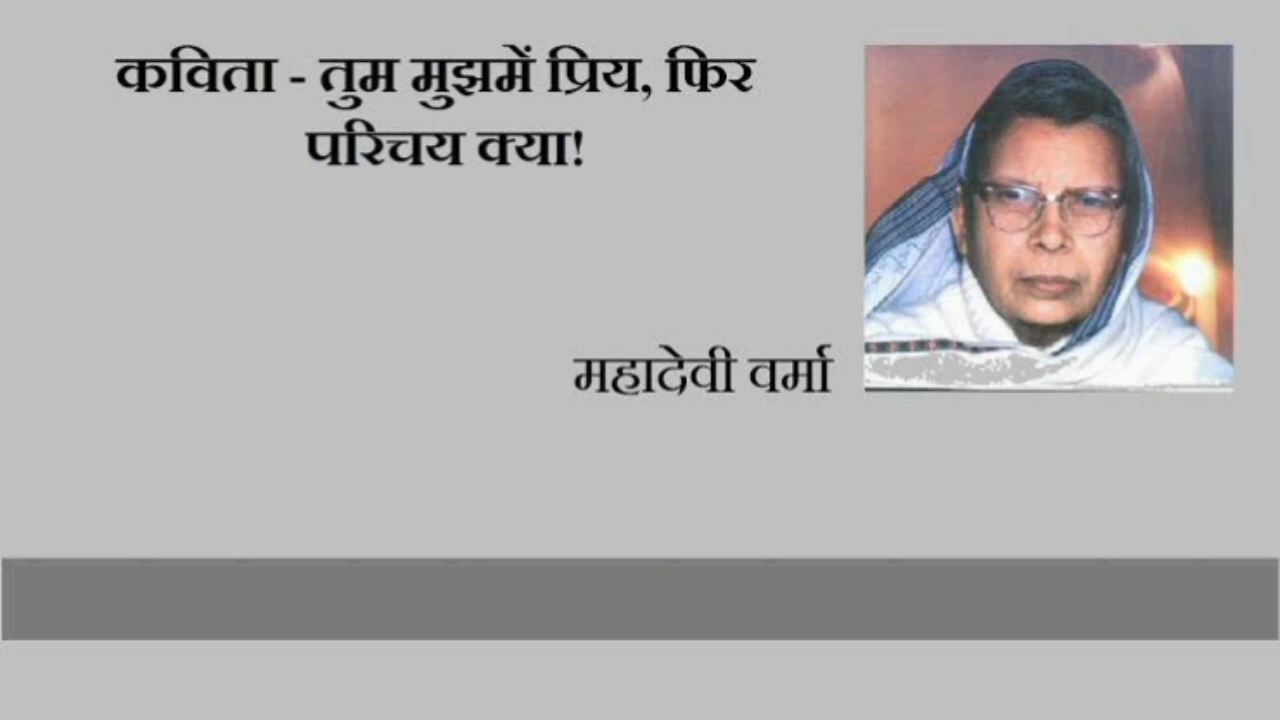 कविता - तुम मुझमें प्रिय, फिर
परिचय क्या!
महादेवी वर्मा